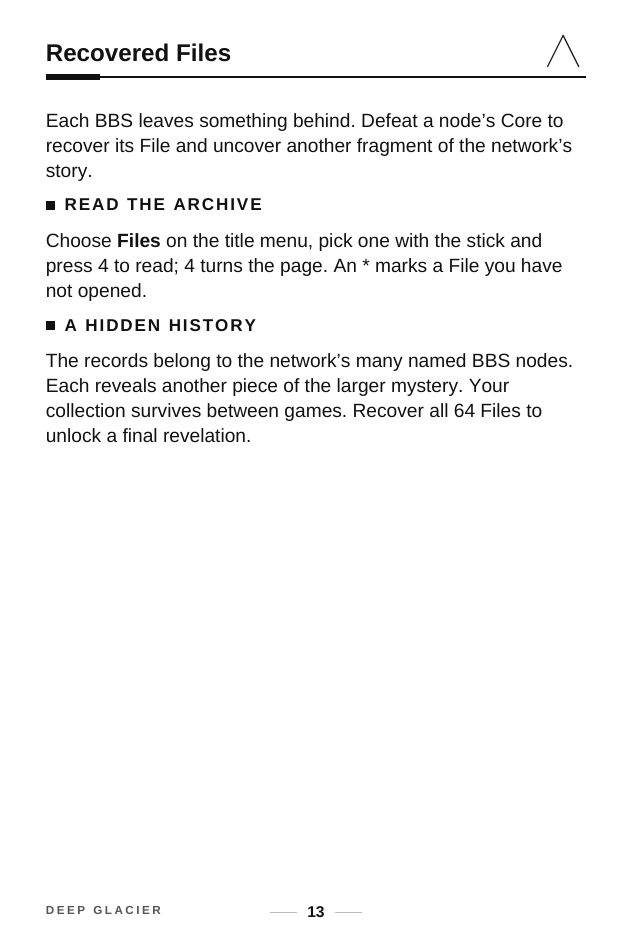 Recovered Files
Each BBS leaves something behind. Defeat a node’s Core to
recover its File and uncover another fragment of the network’s
story.
READ THE ARCHIVE
Choose Files on the title menu, pick one with the stick and
press 4 to read; 4 turns the page. An * marks a File you have
not opened.
A HIDDEN HISTORY
The records belong to the network’s many named BBS nodes.
Each reveals another piece of the larger mystery. Your
collection survives between games. Recover all 64 Files to
unlock a final revelation.
DEEP GLACIER
13